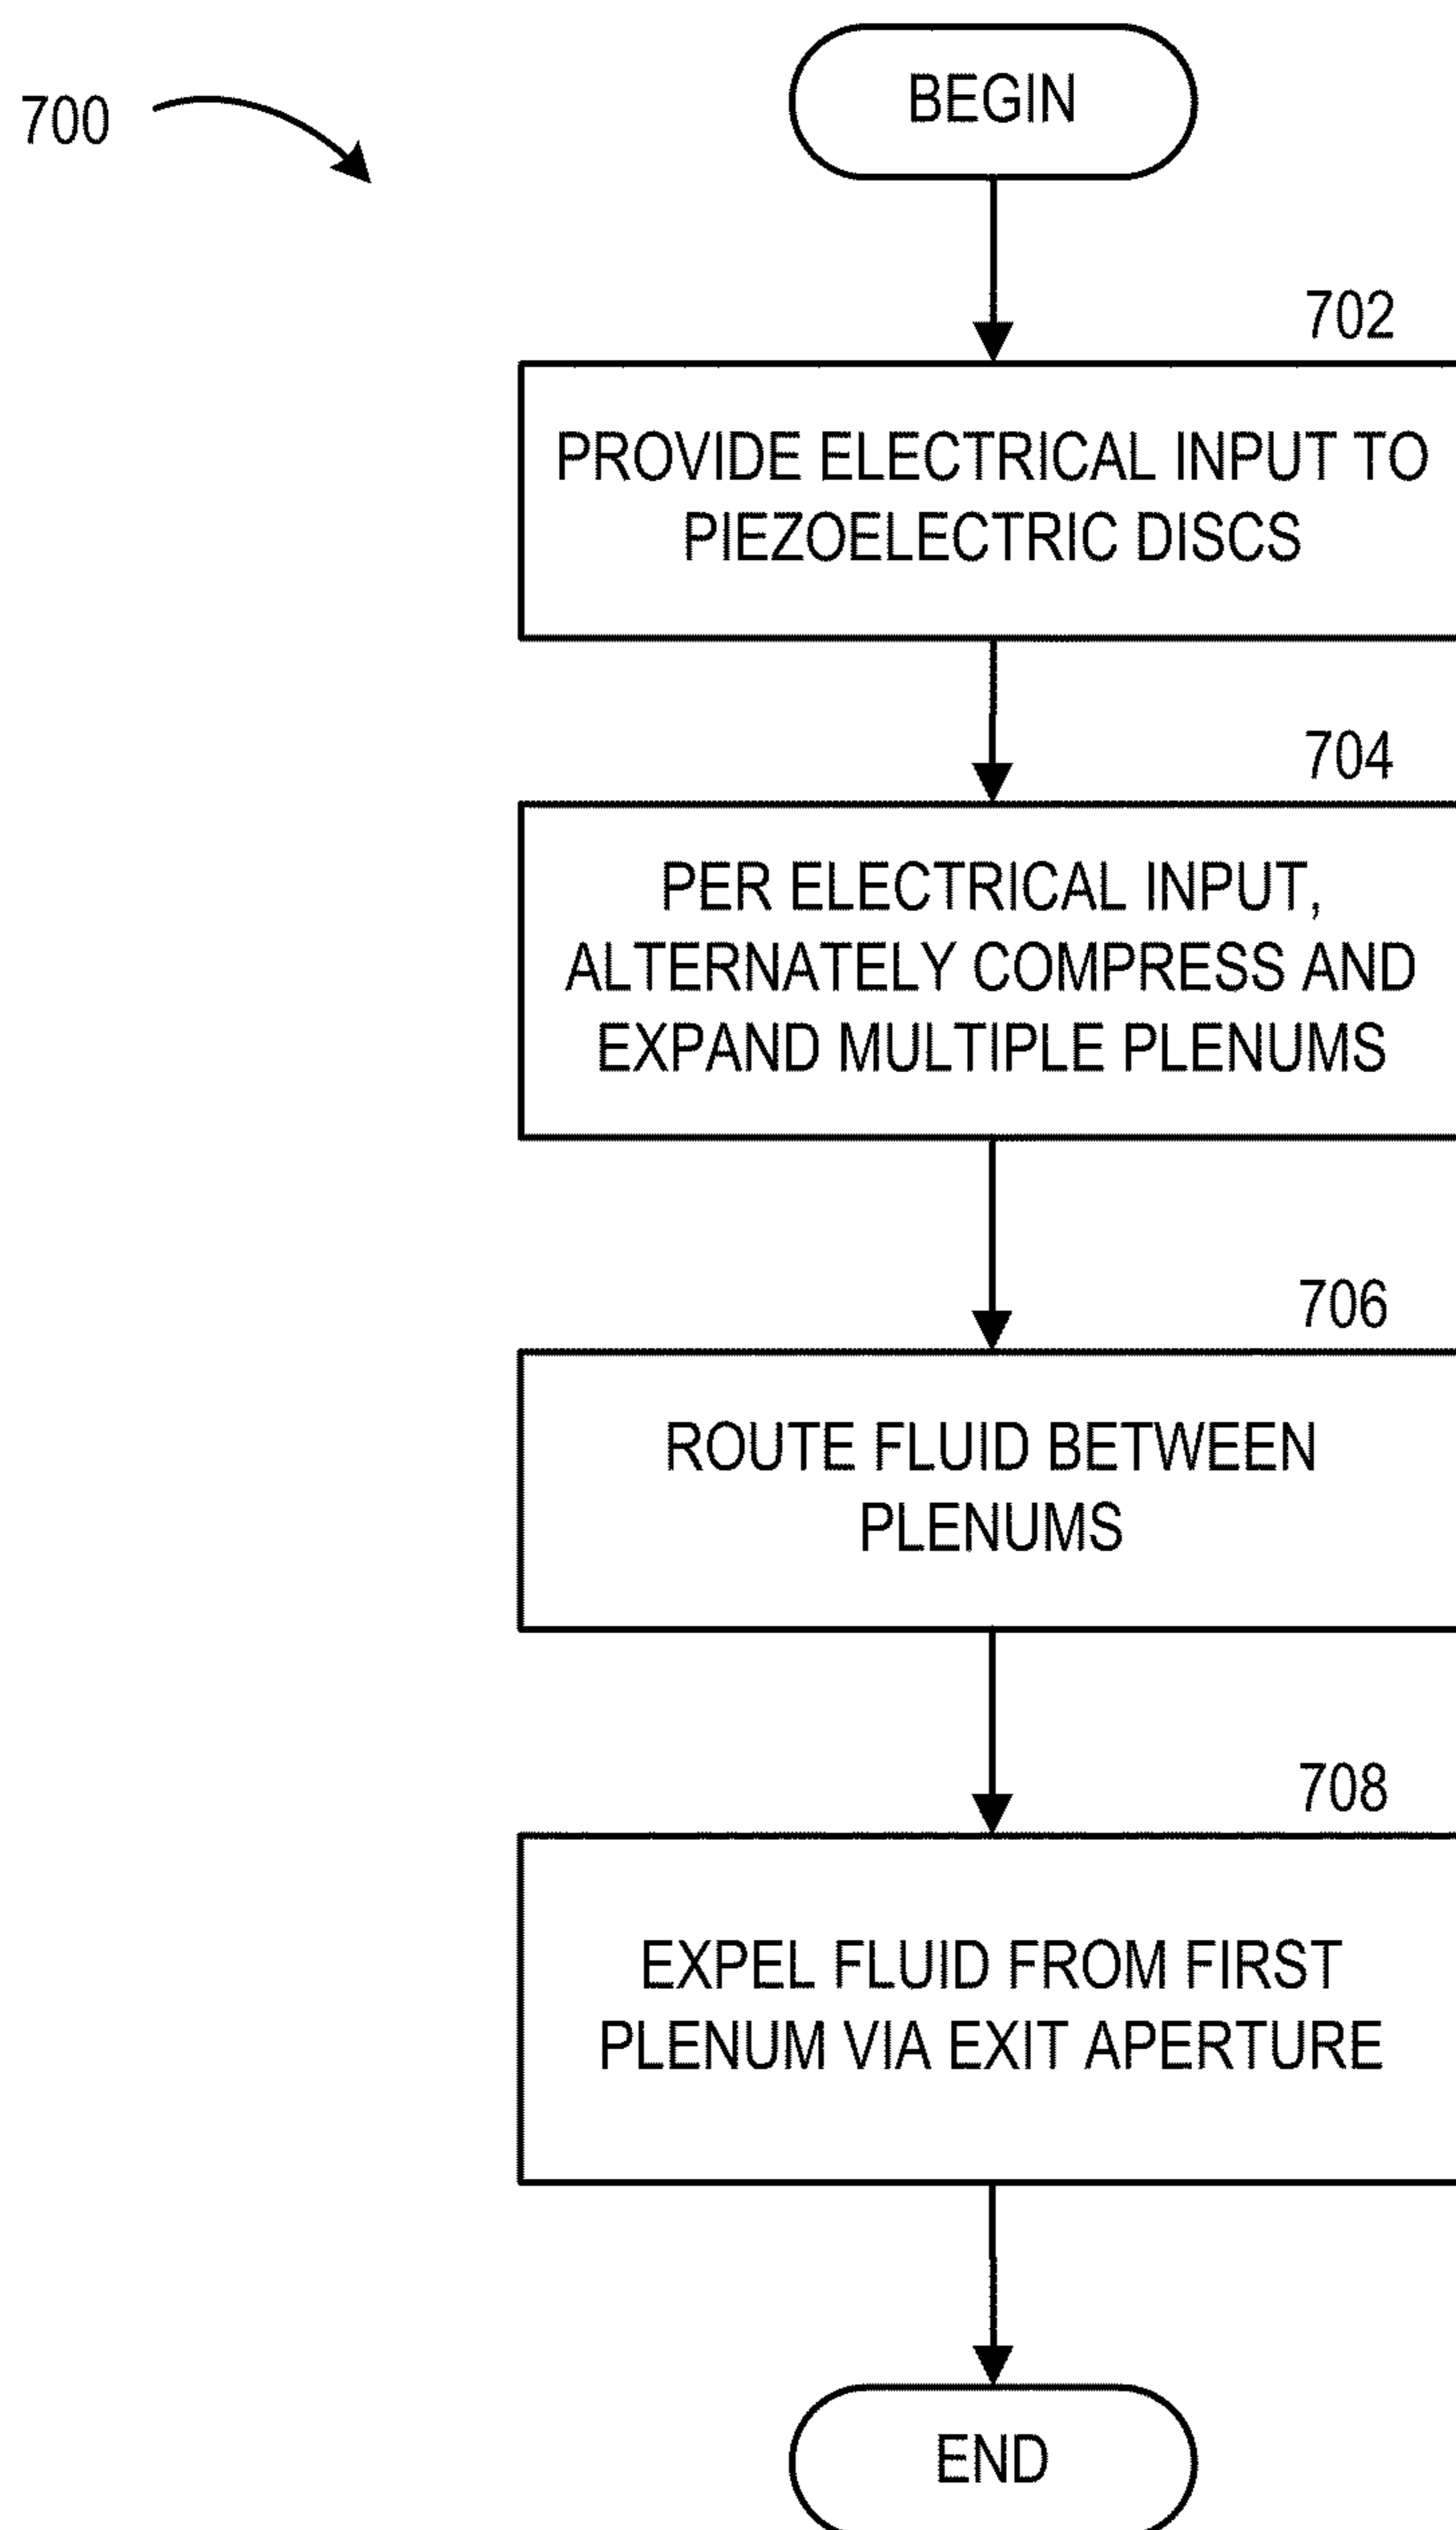 700
BEGIN
702
PROVIDE ELECTRICAL INPUT TO
PIEZOELECTRIC DISCS
704
PER ELECTRICAL INPUT,
ALTERNATELY COMPRESS AND
EXPAND MULTIPLE PLENUMS
706
ROUTE FLUID BETWEEN
PLENUMS
708
EXPEL FLUID FROM FIRST
PLENUM VIA EXIT APERTURE
END